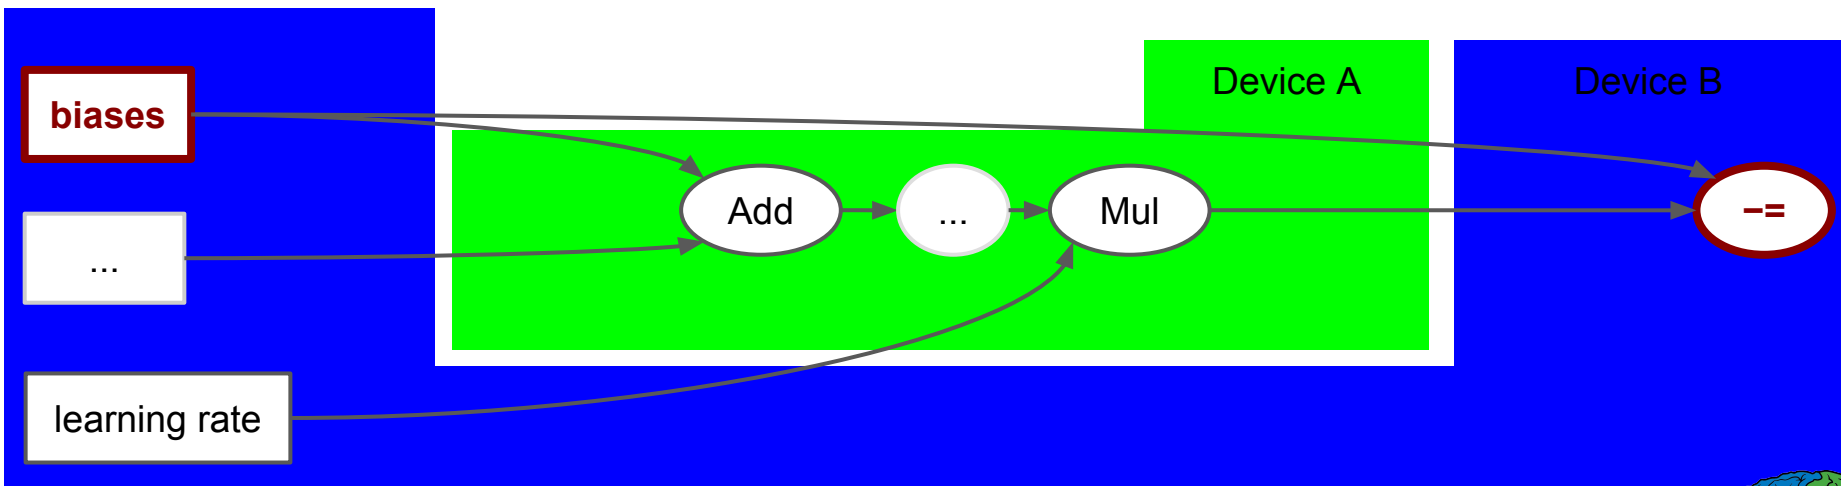 Device A
Device B
biases
Add
...
Mul
−=
...
learning rate